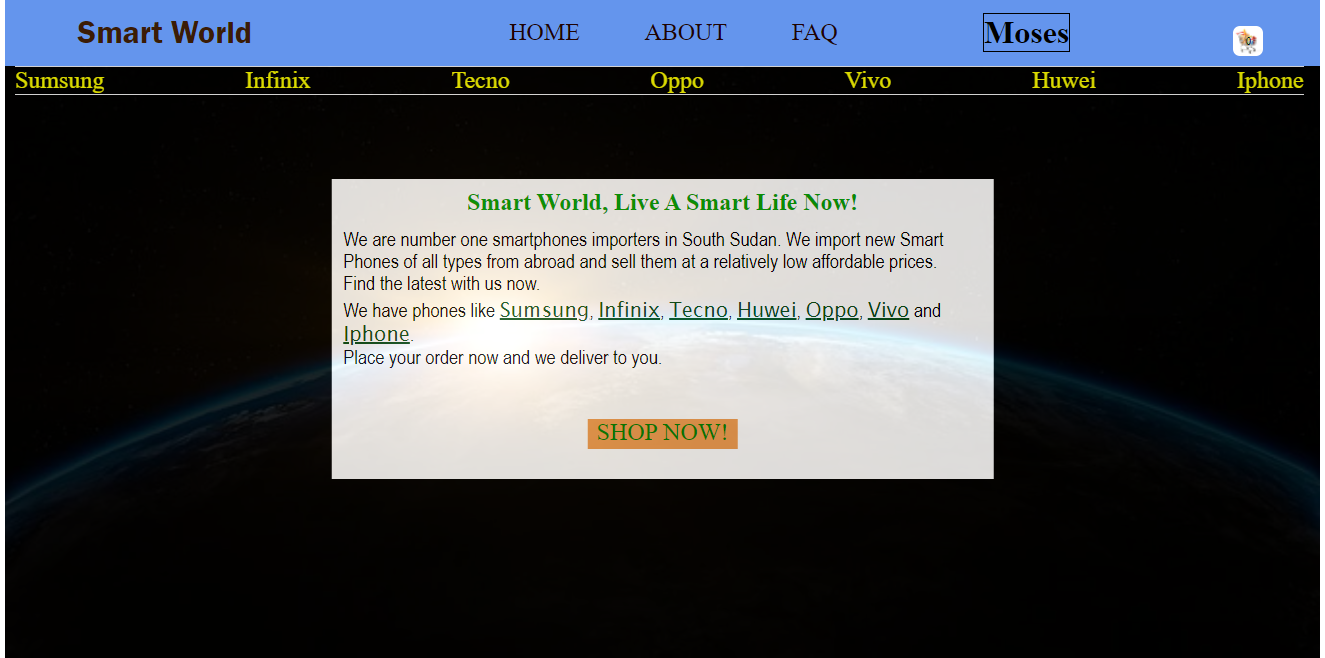 Smart World HOME ABOUT FAQ Moses
Sumsung Infinix Tecno Oppo Vivo Huwei Iphone
Smart World, Live A Smart Life Now!
We are number one smartphones importers in South Sudan. We import new Smart
Phones of all types from abroad and sell them at a relatively low affordable prices.
Find the latest with us now.
We have phones like Sumsung, Infinix, Tecno, Huwei, Oppo, Vivo and
Iphone.
Place your order now and we deliver to you.
SHOP NOW!